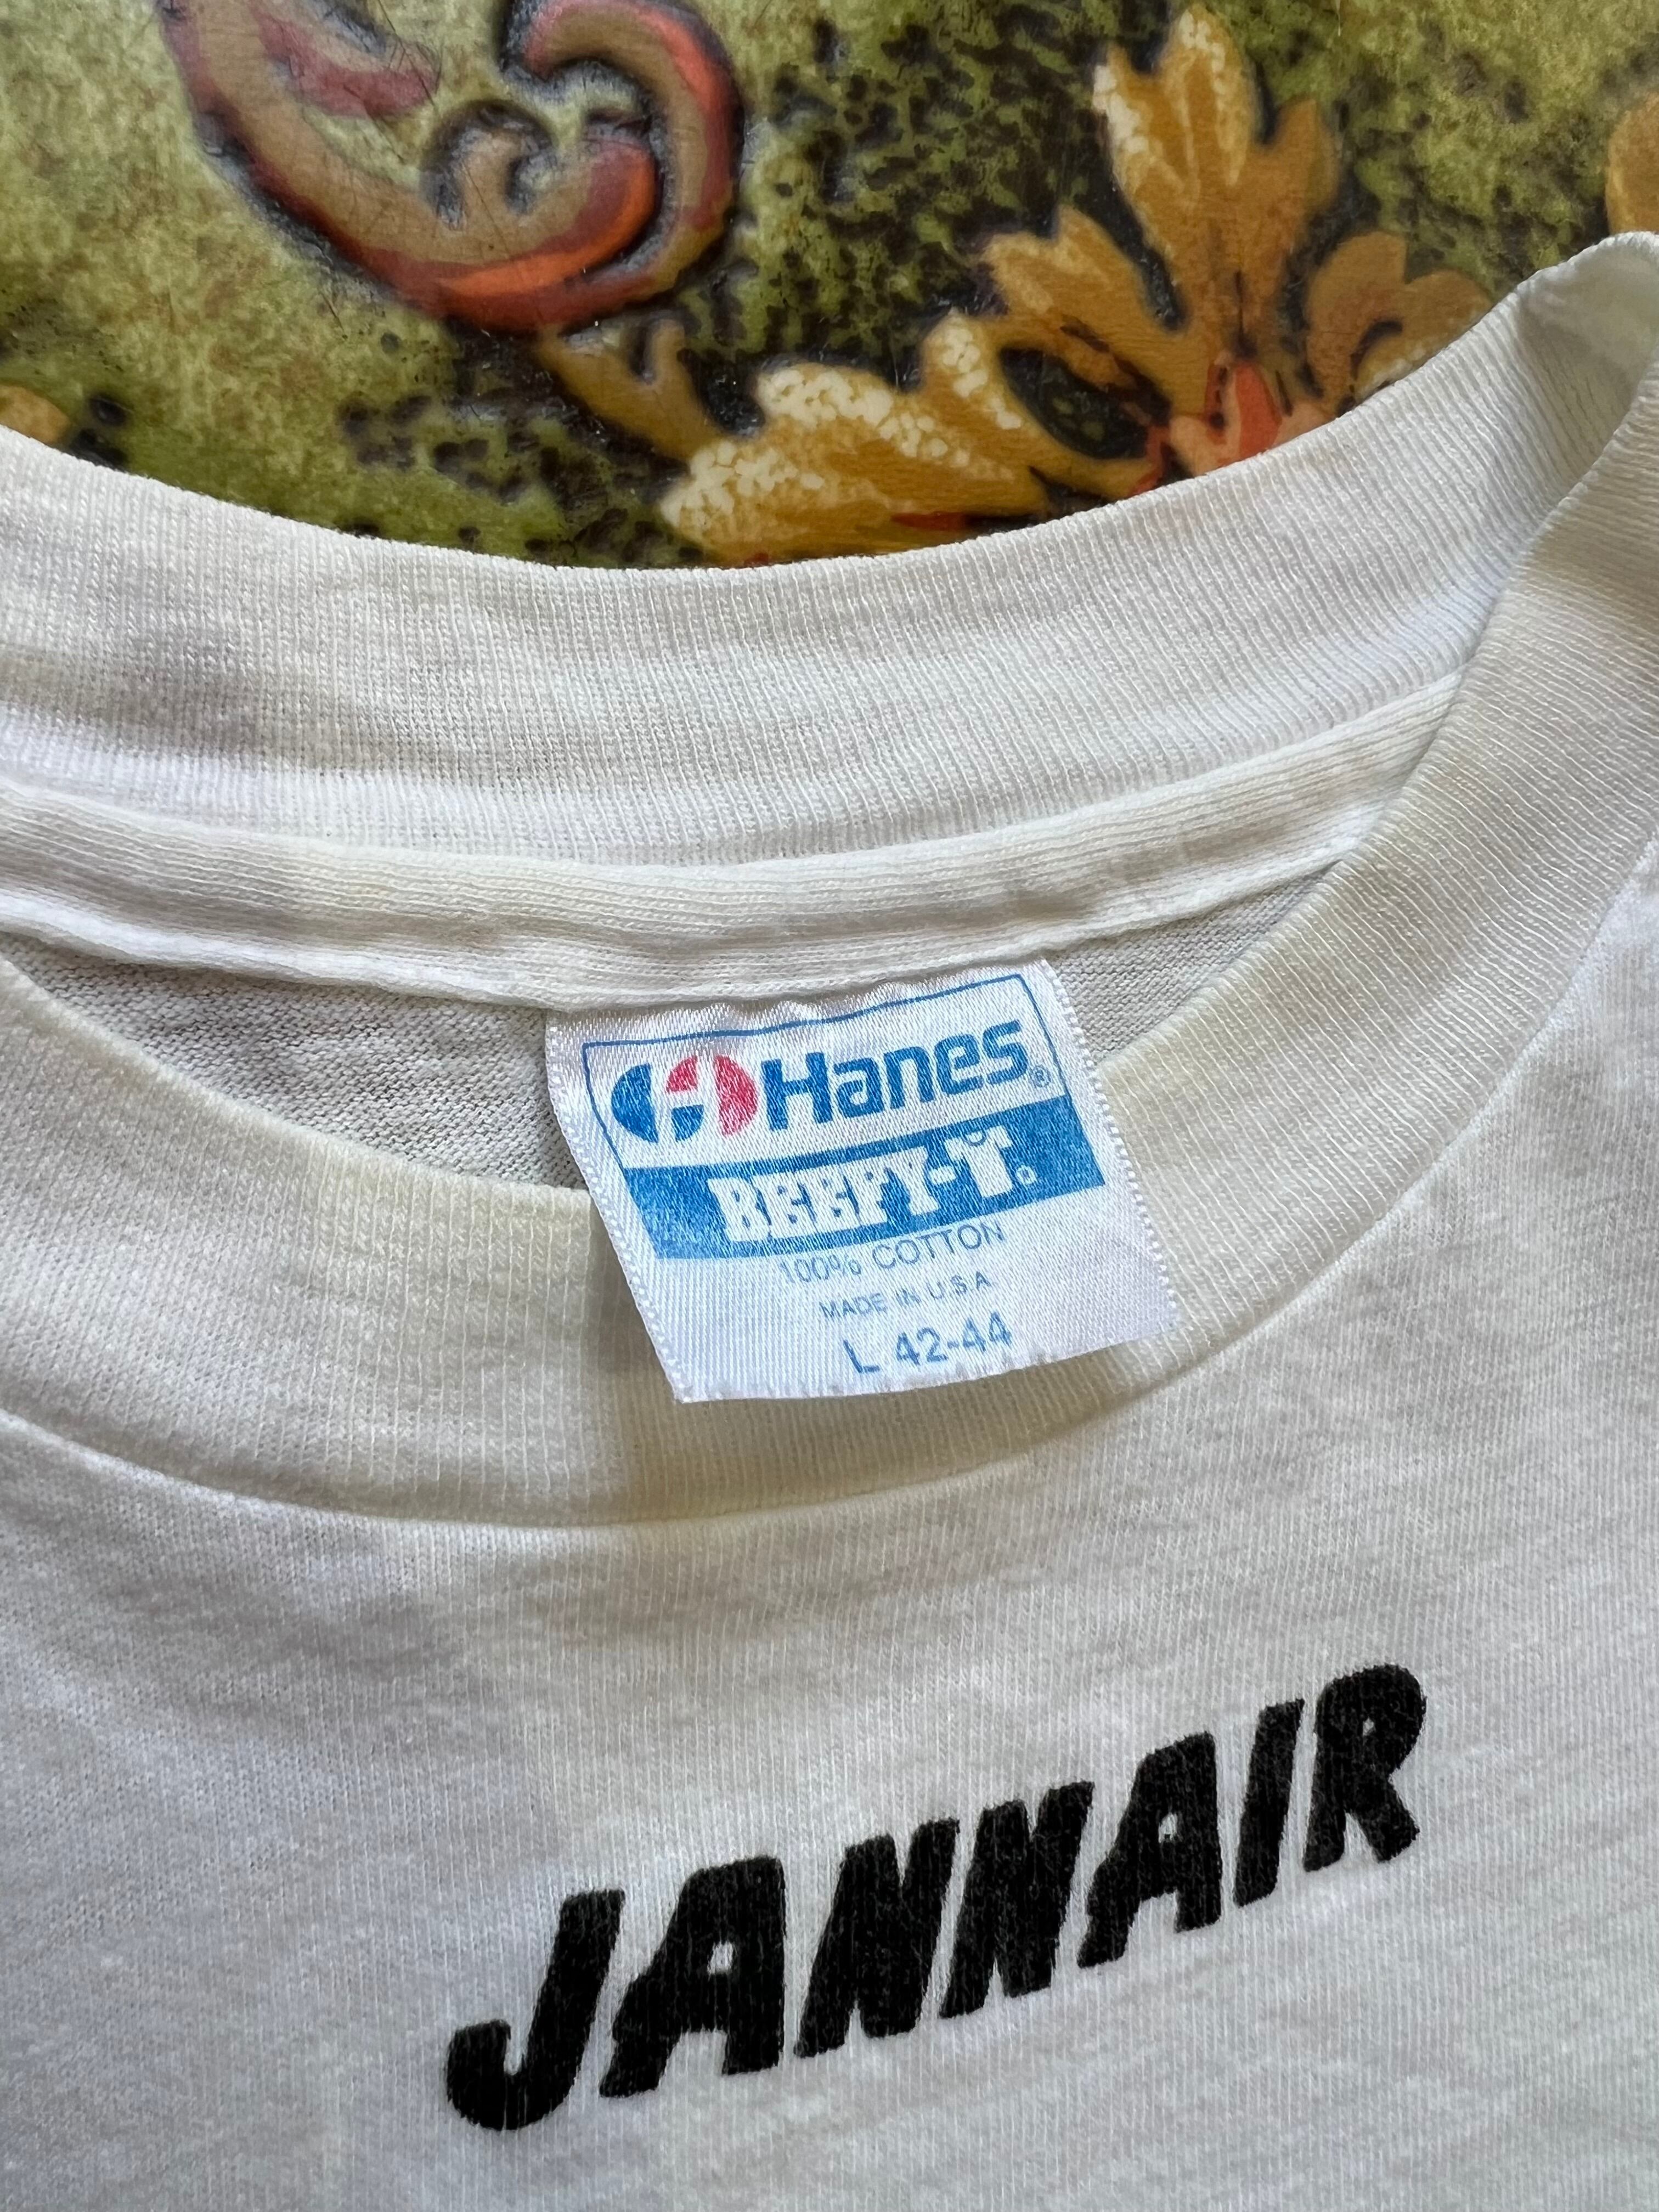 Hanes®
BEEFY-T®
100% COTTON
MADE IN U.S.A.
L 42-44
JANNAIR